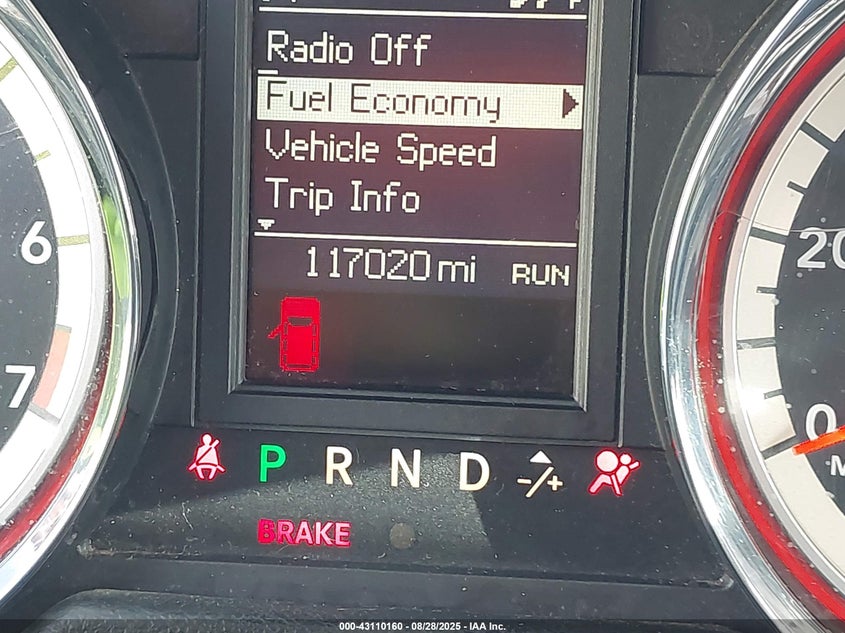 Radio Off
Fuel Economy
Vehicle Speed
Trip Info
117020 mi RUN
6
7
20
0
P R N D -/+
BRAKE
000-43110160 - 08/28/2025 - IAA Inc.